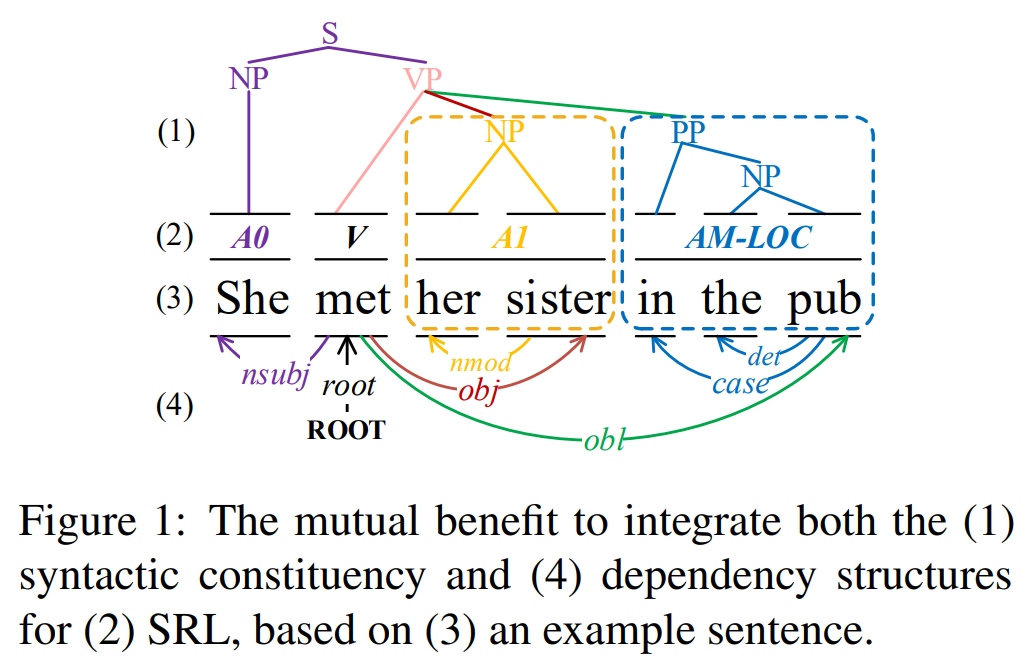 S
NP VP
(1) NP PP
NP
(2) A0 V A1 AM-LOC
(3) She met her sister in the pub
nsubj root nmod obj det case
(4) ROOT
obl
Figure 1: The mutual benefit to integrate both the (1)
syntactic constituency and (4) dependency structures
for (2) SRL, based on (3) an example sentence.